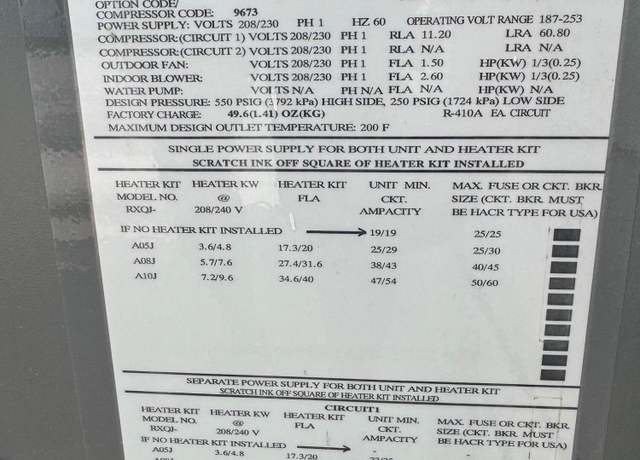 OPTION CODE/
COMPRESSOR CODE: 9673
POWER SUPPLY: VOLTS 208/230 PH 1 HZ 60 OPERATING VOLT RANGE 187-253
COMPRESSOR:(CIRCUIT 1) VOLTS 208/230 PH 1 RLA 11.20 LRA 60.80
COMPRESSOR:(CIRCUIT 2) VOLTS 208/230 PH 1 RLA N/A LRA N/A
OUTDOOR FAN: VOLTS 208/230 PH 1 FLA 1.50 HP(KW) 1/3(0.25)
INDOOR BLOWER: VOLTS 208/230 PH 1 FLA 2.60 HP(KW) 1/3(0.25)
WATER PUMP: VOLTS N/A PH N/A FLA N/A HP(KW) N/A
DESIGN PRESSURE: 550 PSIG (3792 kPa) HIGH SIDE, 250 PSIG (1724 kPa) LOW SIDE
FACTORY CHARGE: 49.6(1.41) OZ(KG) R-410A EA. CIRCUIT
MAXIMUM DESIGN OUTLET TEMPERATURE: 200 F
SINGLE POWER SUPPLY FOR BOTH UNIT AND HEATER KIT
SCRATCH INK OFF SQUARE OF HEATER KIT INSTALLED
HEATER KIT HEATER KW HEATER KIT UNIT MIN. MAX. FUSE OR CKT. BKR.
MODEL NO. @ FLA CKT. SIZE (CKT. BKR. MUST
RXQJ- 208/240 V AMPACITY BE HACR TYPE FOR USA)
IF NO HEATER KIT INSTALLED 19/19 25/25
A05J 3.6/4.8 17.3/20 25/29 25/30
A08J 5.7/7.6 27.4/31.6 38/43 40/45
A10J 7.2/9.6 34.6/40 47/54 50/60
SEPARATE POWER SUPPLY FOR BOTH UNIT AND HEATER KIT
SCRATCH INK OFF SQUARE OF HEATER KIT INSTALLED
CIRCUIT1
HEATER KIT HEATER KW HEATER KIT UNIT MIN. MAX. FUSE OR CKT. BKR.
MODEL NO. @ FLA CKT. SIZE (CKT. BKR. MUST
RXQJ- 208/240 V AMPACITY BE HACR TYPE FOR USA)
IF NO HEATER KIT INSTALLED -
A05J 3.6/4.8 17.3/20